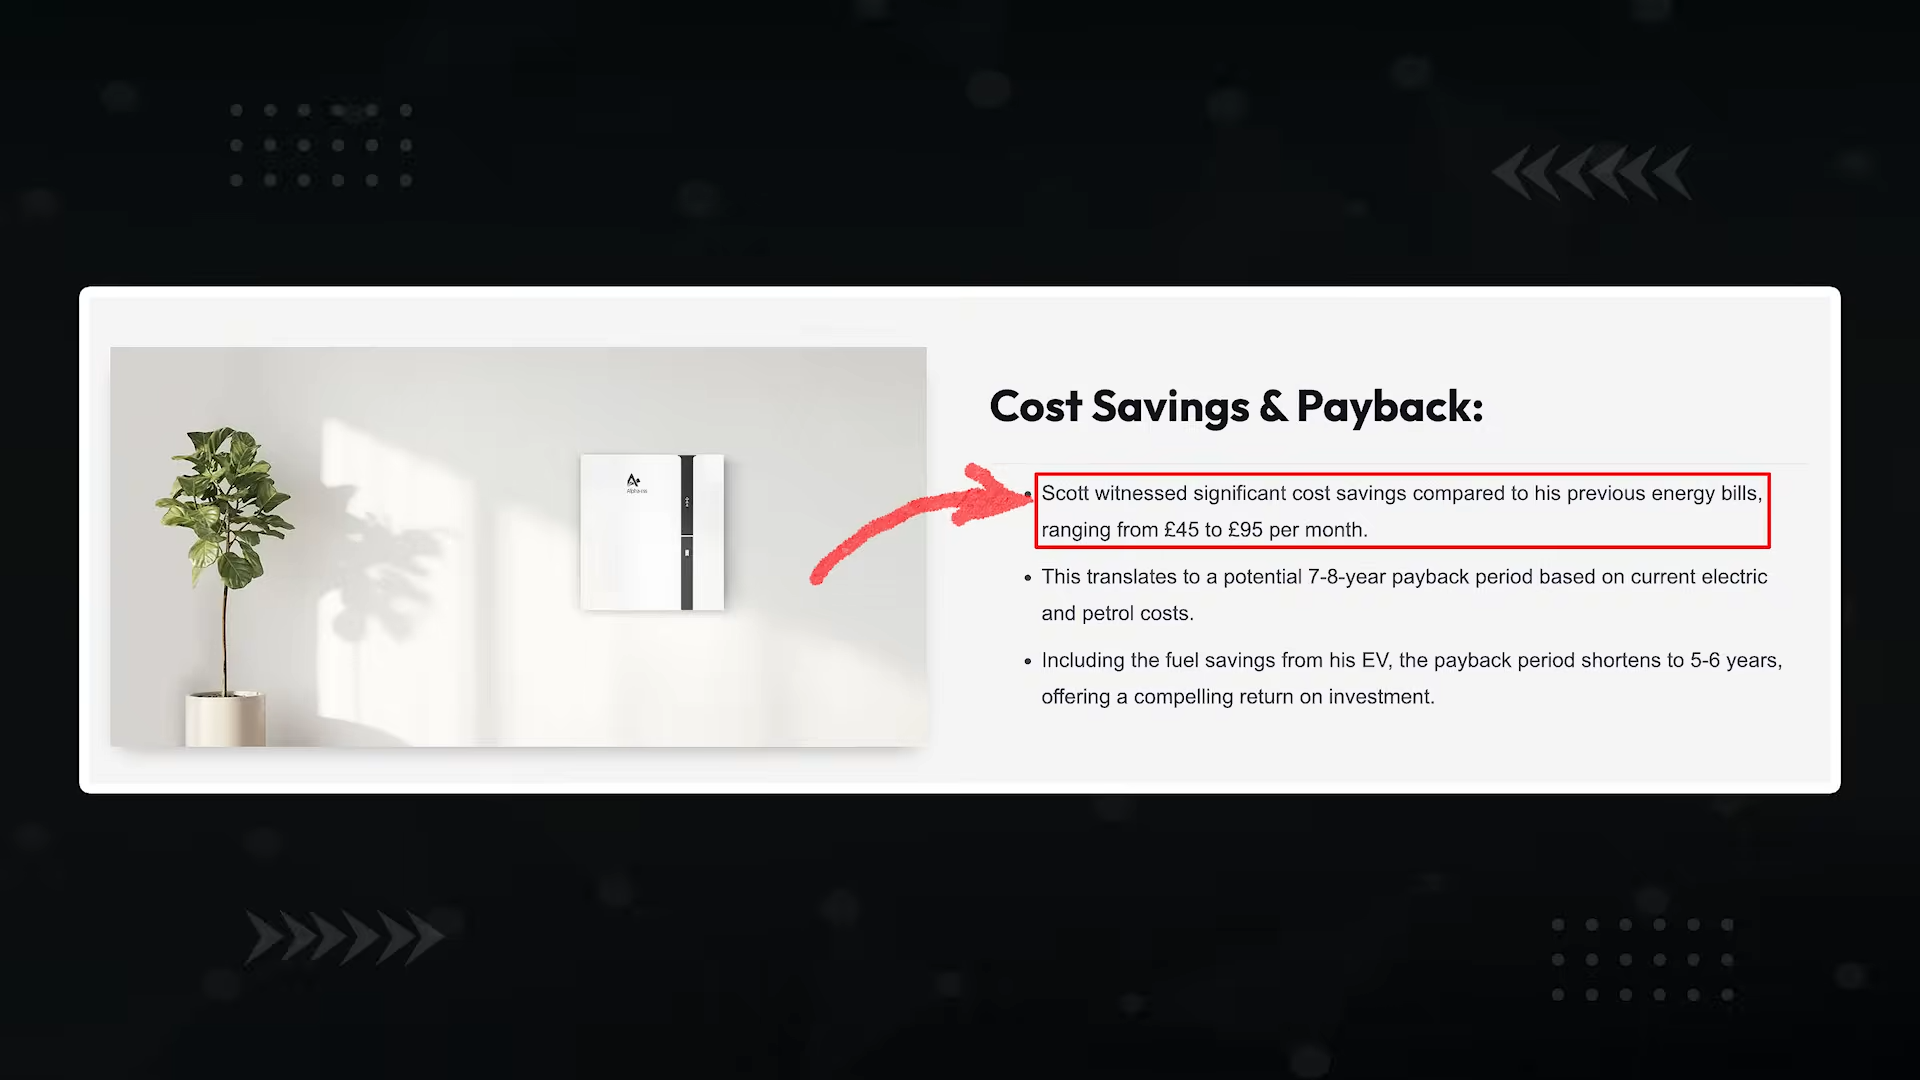 Alpha ESS
Cost Savings & Payback:
• Scott witnessed significant cost savings compared to his previous energy bills,
ranging from £45 to £95 per month.
• This translates to a potential 7-8-year payback period based on current electric
and petrol costs.
• Including the fuel savings from his EV, the payback period shortens to 5-6 years,
offering a compelling return on investment.